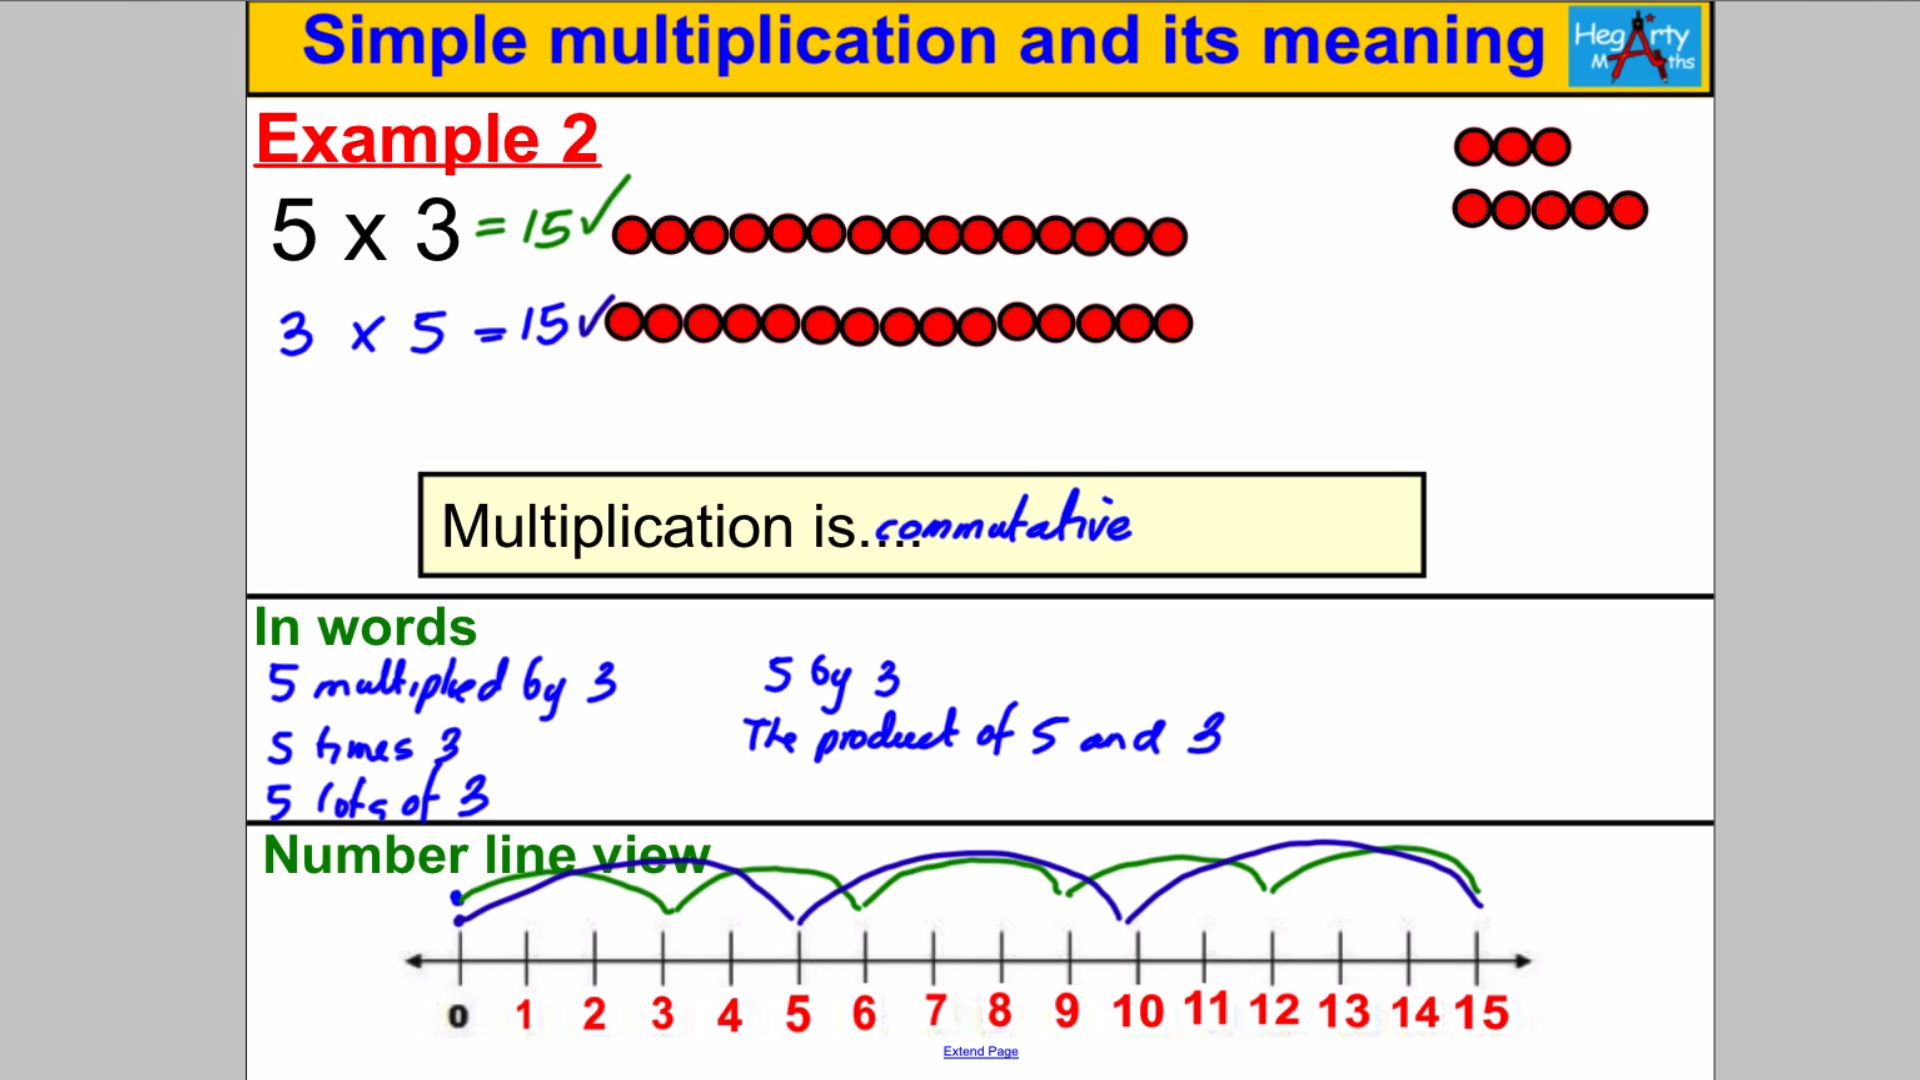 Simple multiplication and its meaning
Hegarty
Maths
Example 2
5 x 3 = 15 ✓
3 x 5 = 15 ✓
Multiplication is.... commutative
In words
5 multiplied by 3
5 times 3
5 lots of 3
5 by 3
The product of 5 and 3
Number line view
0 1 2 3 4 5 6 7 8 9 10 11 12 13 14 15
Extend Page